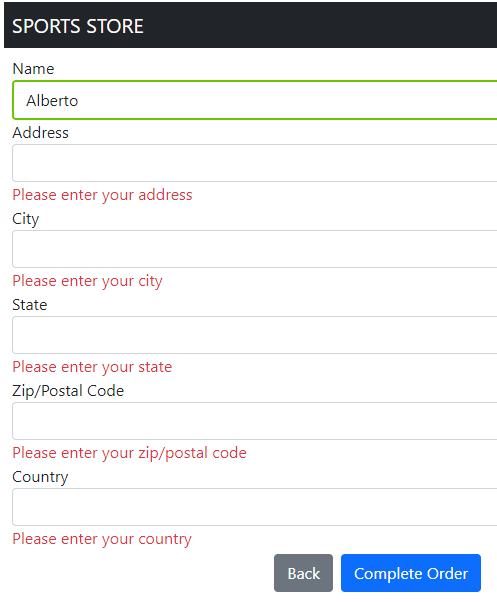 SPORTS STORE
Name
Alberto
Address
Please enter your address
City
Please enter your city
State
Please enter your state
Zip/Postal Code
Please enter your zip/postal code
Country
Please enter your country
Back Complete Order